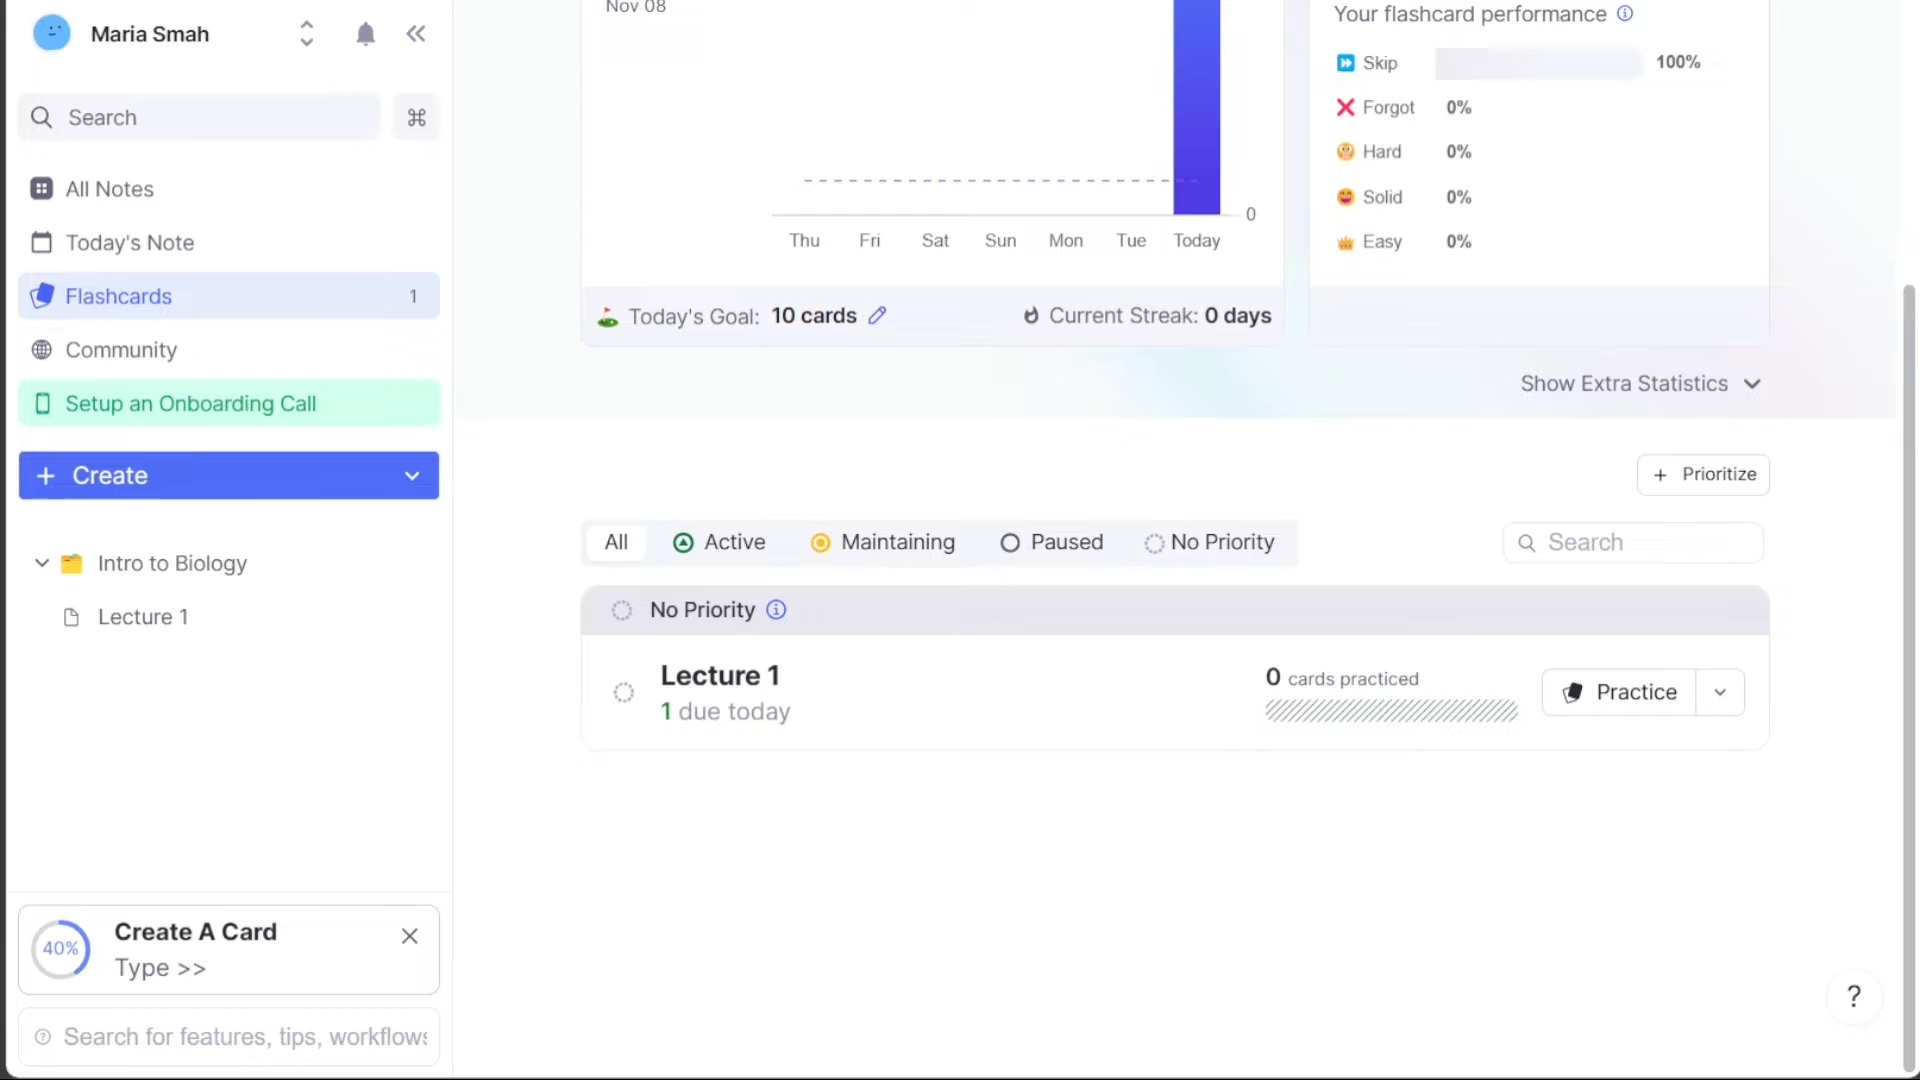 Maria Smah
Search
⌘
All Notes
Today's Note
Flashcards 1
Community
Setup an Onboarding Call
+ Create
Intro to Biology
Lecture 1
40%
Create A Card
Type >>
Search for features, tips, workflows
Nov 08
0
Thu Fri Sat Sun Mon Tue Today
Today's Goal: 10 cards
Current Streak: 0 days
Your flashcard performance
Skip 100%
Forgot 0%
Hard 0%
Solid 0%
Easy 0%
Show Extra Statistics
+ Prioritize
All Active Maintaining Paused No Priority
Search
No Priority
Lecture 1
1 due today
0 cards practiced
Practice
?